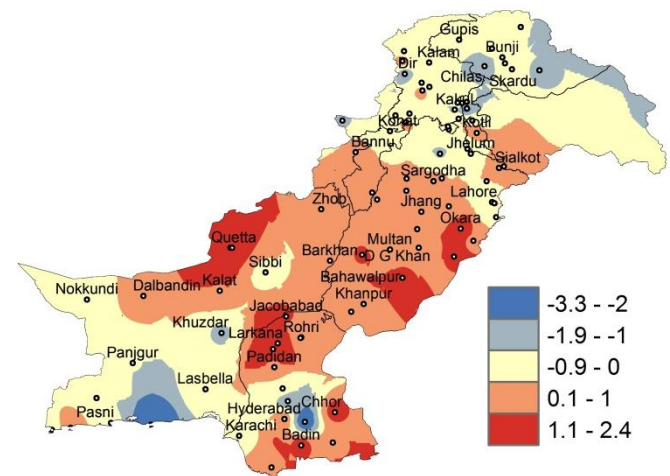 Gupis
Kalam
Bunji
Dir
Chilas
Skardu
Kakul
Kohat
Kotli
Bannu
Jhelum
Sialkot
Sargodha
Zhob
Jhang
Lahore
Okara
Quetta
Multan
Barkhan
D G Khan
Sibbi
Bahawalpur
Nokkundi
Dalbandin
Kalat
Khanpur
Jacobabad
Khuzdar
Larkana
Rohri
Panjgur
Padidan
Lasbella
Pasni
Hyderabad
Chhor
Karachi
Badin
-3.3 - -2
-1.9 - -1
-0.9 - 0
0.1 - 1
1.1 - 2.4